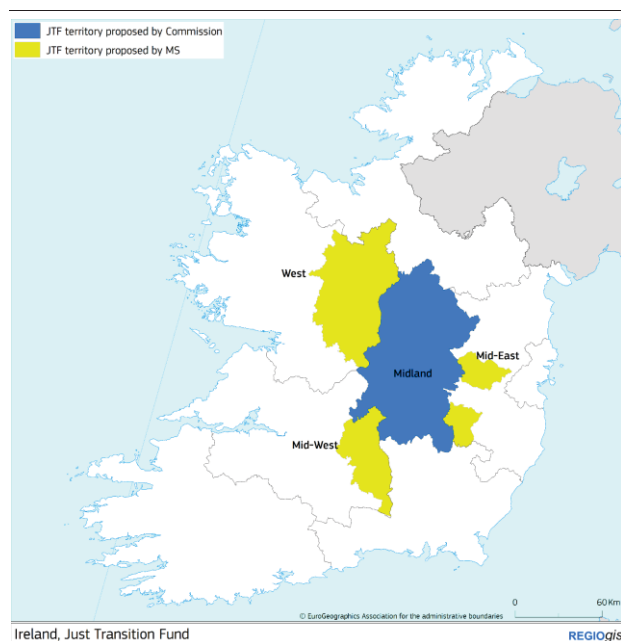 JTF territory proposed by Commission
JTF territory proposed by MS
West
Mid-East
Midland
Mid-West
0 60 Km
© EuroGeographics Association for the administrative boundaries
Ireland, Just Transition Fund
REGIOgis